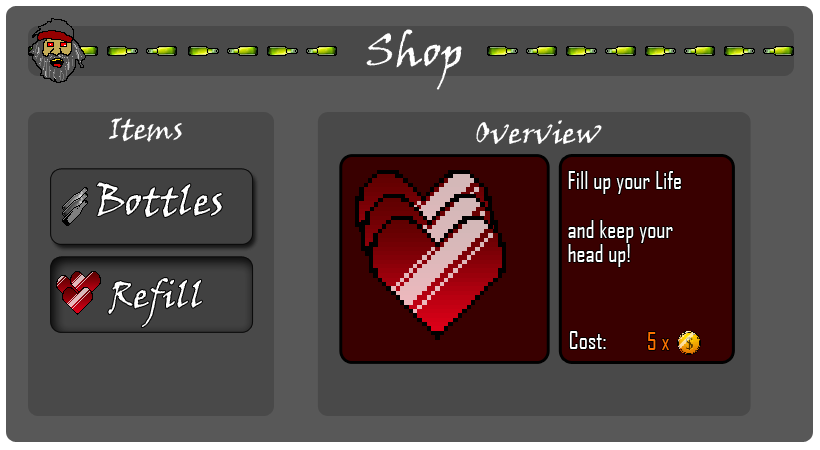 Shop
Items
Bottles
Refill
Overview
Fill up your Life
and keep your
head up!
Cost: 5 x $